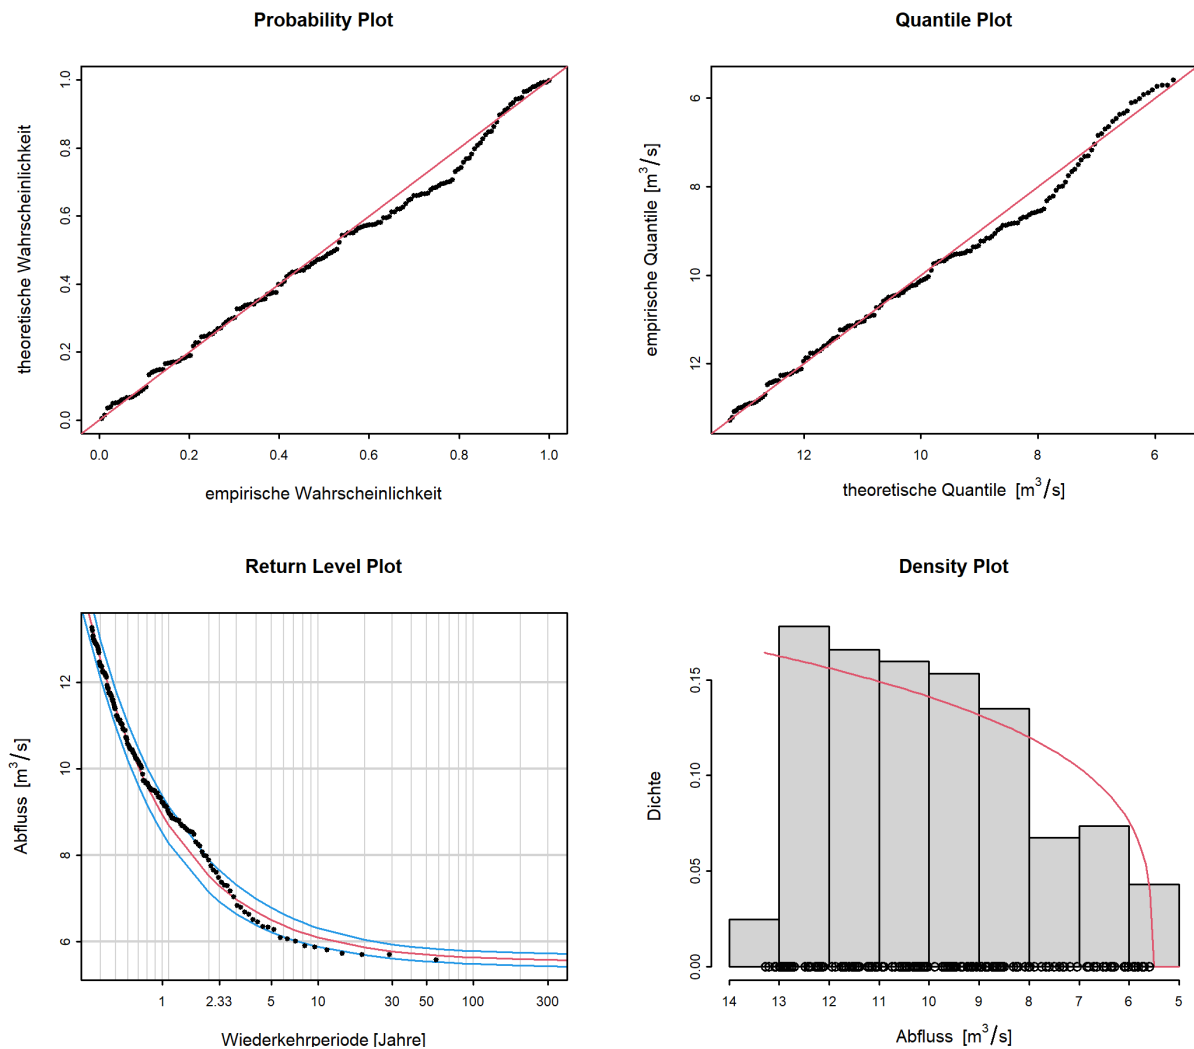 Probability Plot
theoretische Wahrscheinlichkeit
0.0 0.2 0.4 0.6 0.8 1.0
0.0 0.2 0.4 0.6 0.8 1.0
empirische Wahrscheinlichkeit
Quantile Plot
empirische Quantile [m³/s]
6
8
10
12
12 10 8 6
theoretische Quantile [m³/s]
Return Level Plot
Abfluss [m³/s]
12
10
8
6
1 2.33 5 10 30 50 100 300
Wiederkehrperiode [Jahre]
Density Plot
Dichte
0.00 0.05 0.10 0.15
14 13 12 11 10 9 8 7 6 5
Abfluss [m³/s]